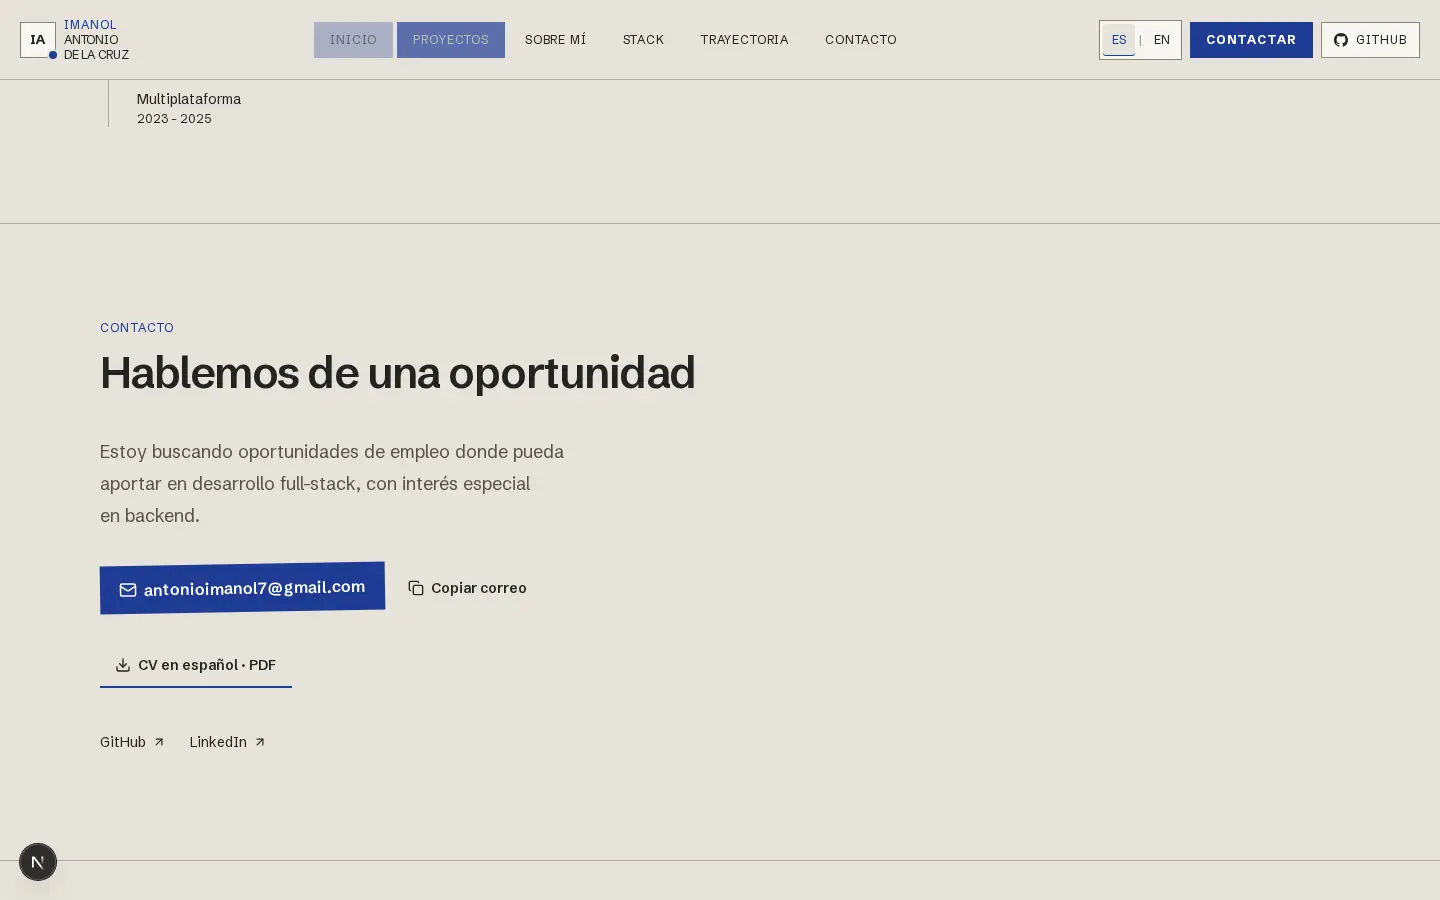 IA
IMANOL
ANTONIO
DE LA CRUZ
INICIO
PROYECTOS
SOBRE MÍ
STACK
TRAYECTORIA
CONTACTO
ES | EN
CONTACTAR
GITHUB
Multiplataforma
2023 - 2025
CONTACTO
Hablemos de una oportunidad
Estoy buscando oportunidades de empleo donde pueda
aportar en desarrollo full-stack, con interés especial
en backend.
antonioimanol7@gmail.com
Copiar correo
CV en español · PDF
GitHub
LinkedIn
N